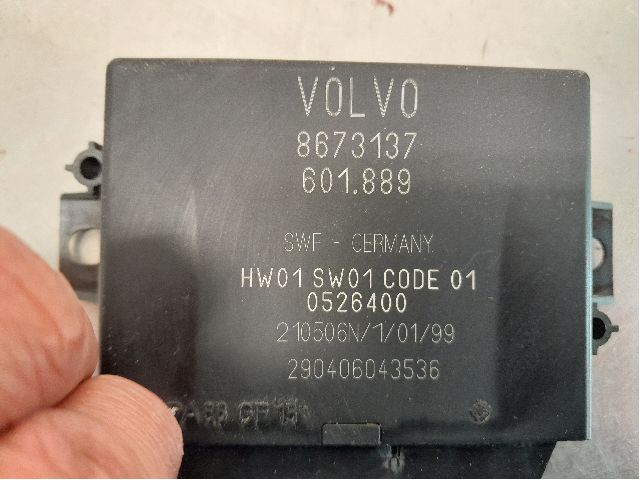 VOLVO
8673137
601.889
SWF - GERMANY
HW01 SW01 CODE 01
0526400
210506N/1/01/99
290406043536